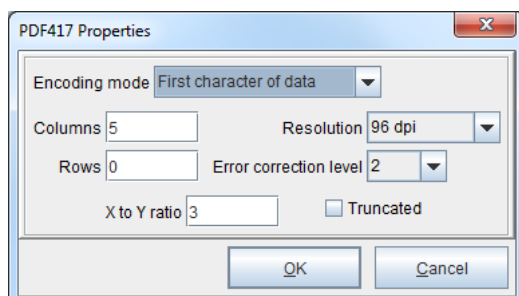 PDF417 Properties
Encoding mode First character of data
Columns 5 Resolution 96 dpi
Rows 0 Error correction level 2
X to Y ratio 3 Truncated
OK Cancel